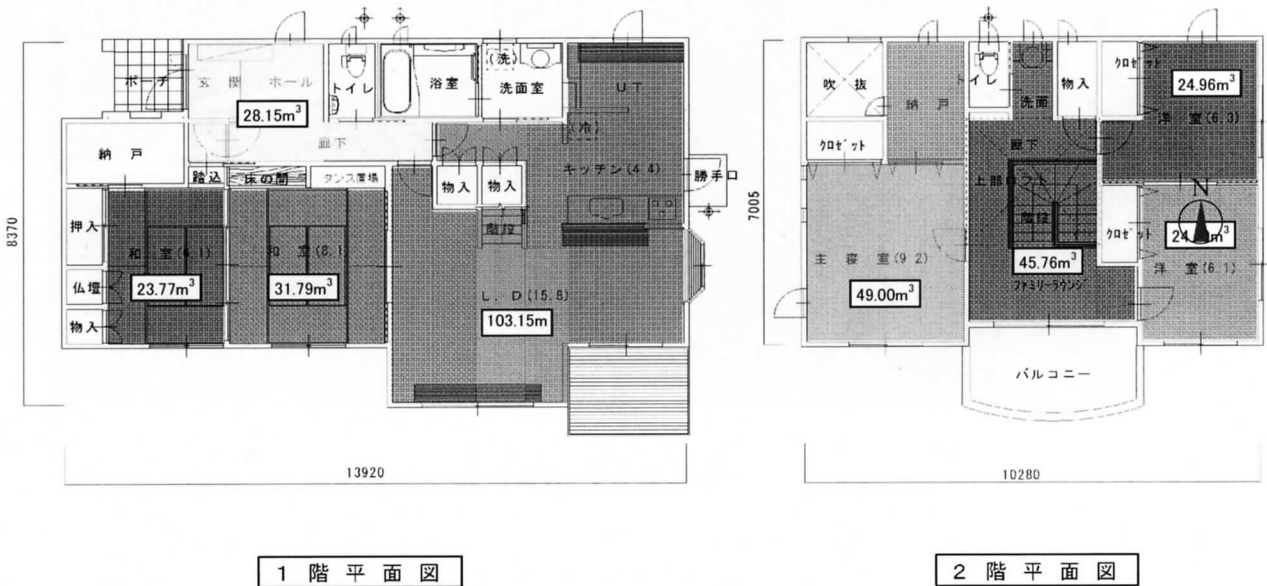 ポーチ
玄関 ホール
28.15m³
トイレ
浴室
(洗)
洗面室
UT
(冷)
廊下
納戸
踏込
床の間
タンス置場
物入
物入
キッチン(4.4)
勝手口
階段
押入
仏壇
物入
和室(6.1)
23.77m³
和室(8.1
31.79m³
L.D(15.8)
103.15m
8370
13920
1階平面図
吹抜
クロゼット
納戸
トイレ
洗面
物入
クロゼット
24.96m³
洋室(6.3)
廊下
上部ロフト
階段
クロゼット
N
主寝室(9.2)
49.00m³
45.76m³
ファミリーラウンジ
洋室(6.1)
バルコニー
7005
10280
2階平面図